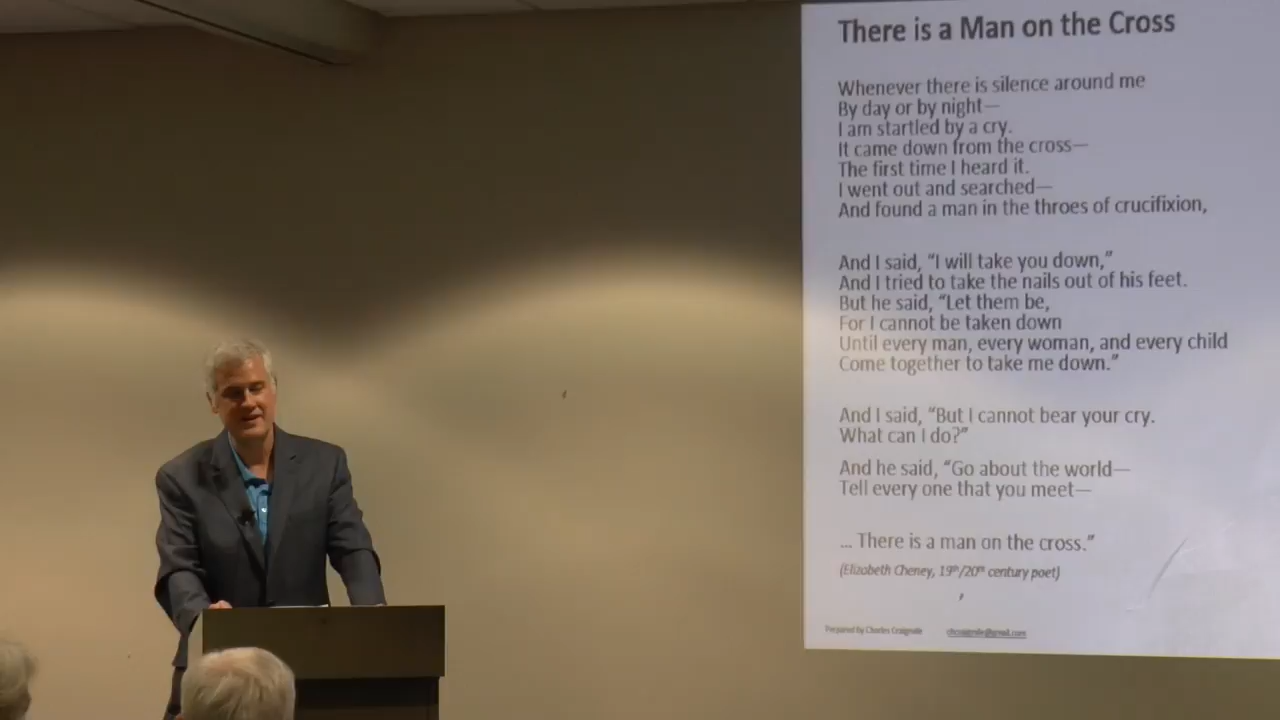 There is a Man on the Cross
Whenever there is silence around me
By day or by night—
I am startled by a cry.
It came down from the cross—
The first time I heard it.
I went out and searched—
And found a man in the throes of crucifixion,
And I said, “I will take you down,”
And I tried to take the nails out of his feet.
But he said, “Let them be,
For I cannot be taken down
Until every man, every woman, and every child
Come together to take me down.”
And I said, “But I cannot bear your cry.
What can I do?”
And he said, “Go about the world—
Tell every one that you meet—
... There is a man on the cross.”
(Elizabeth Cheney, 19th/20th century poet)
Prepared by Charles Craigmile